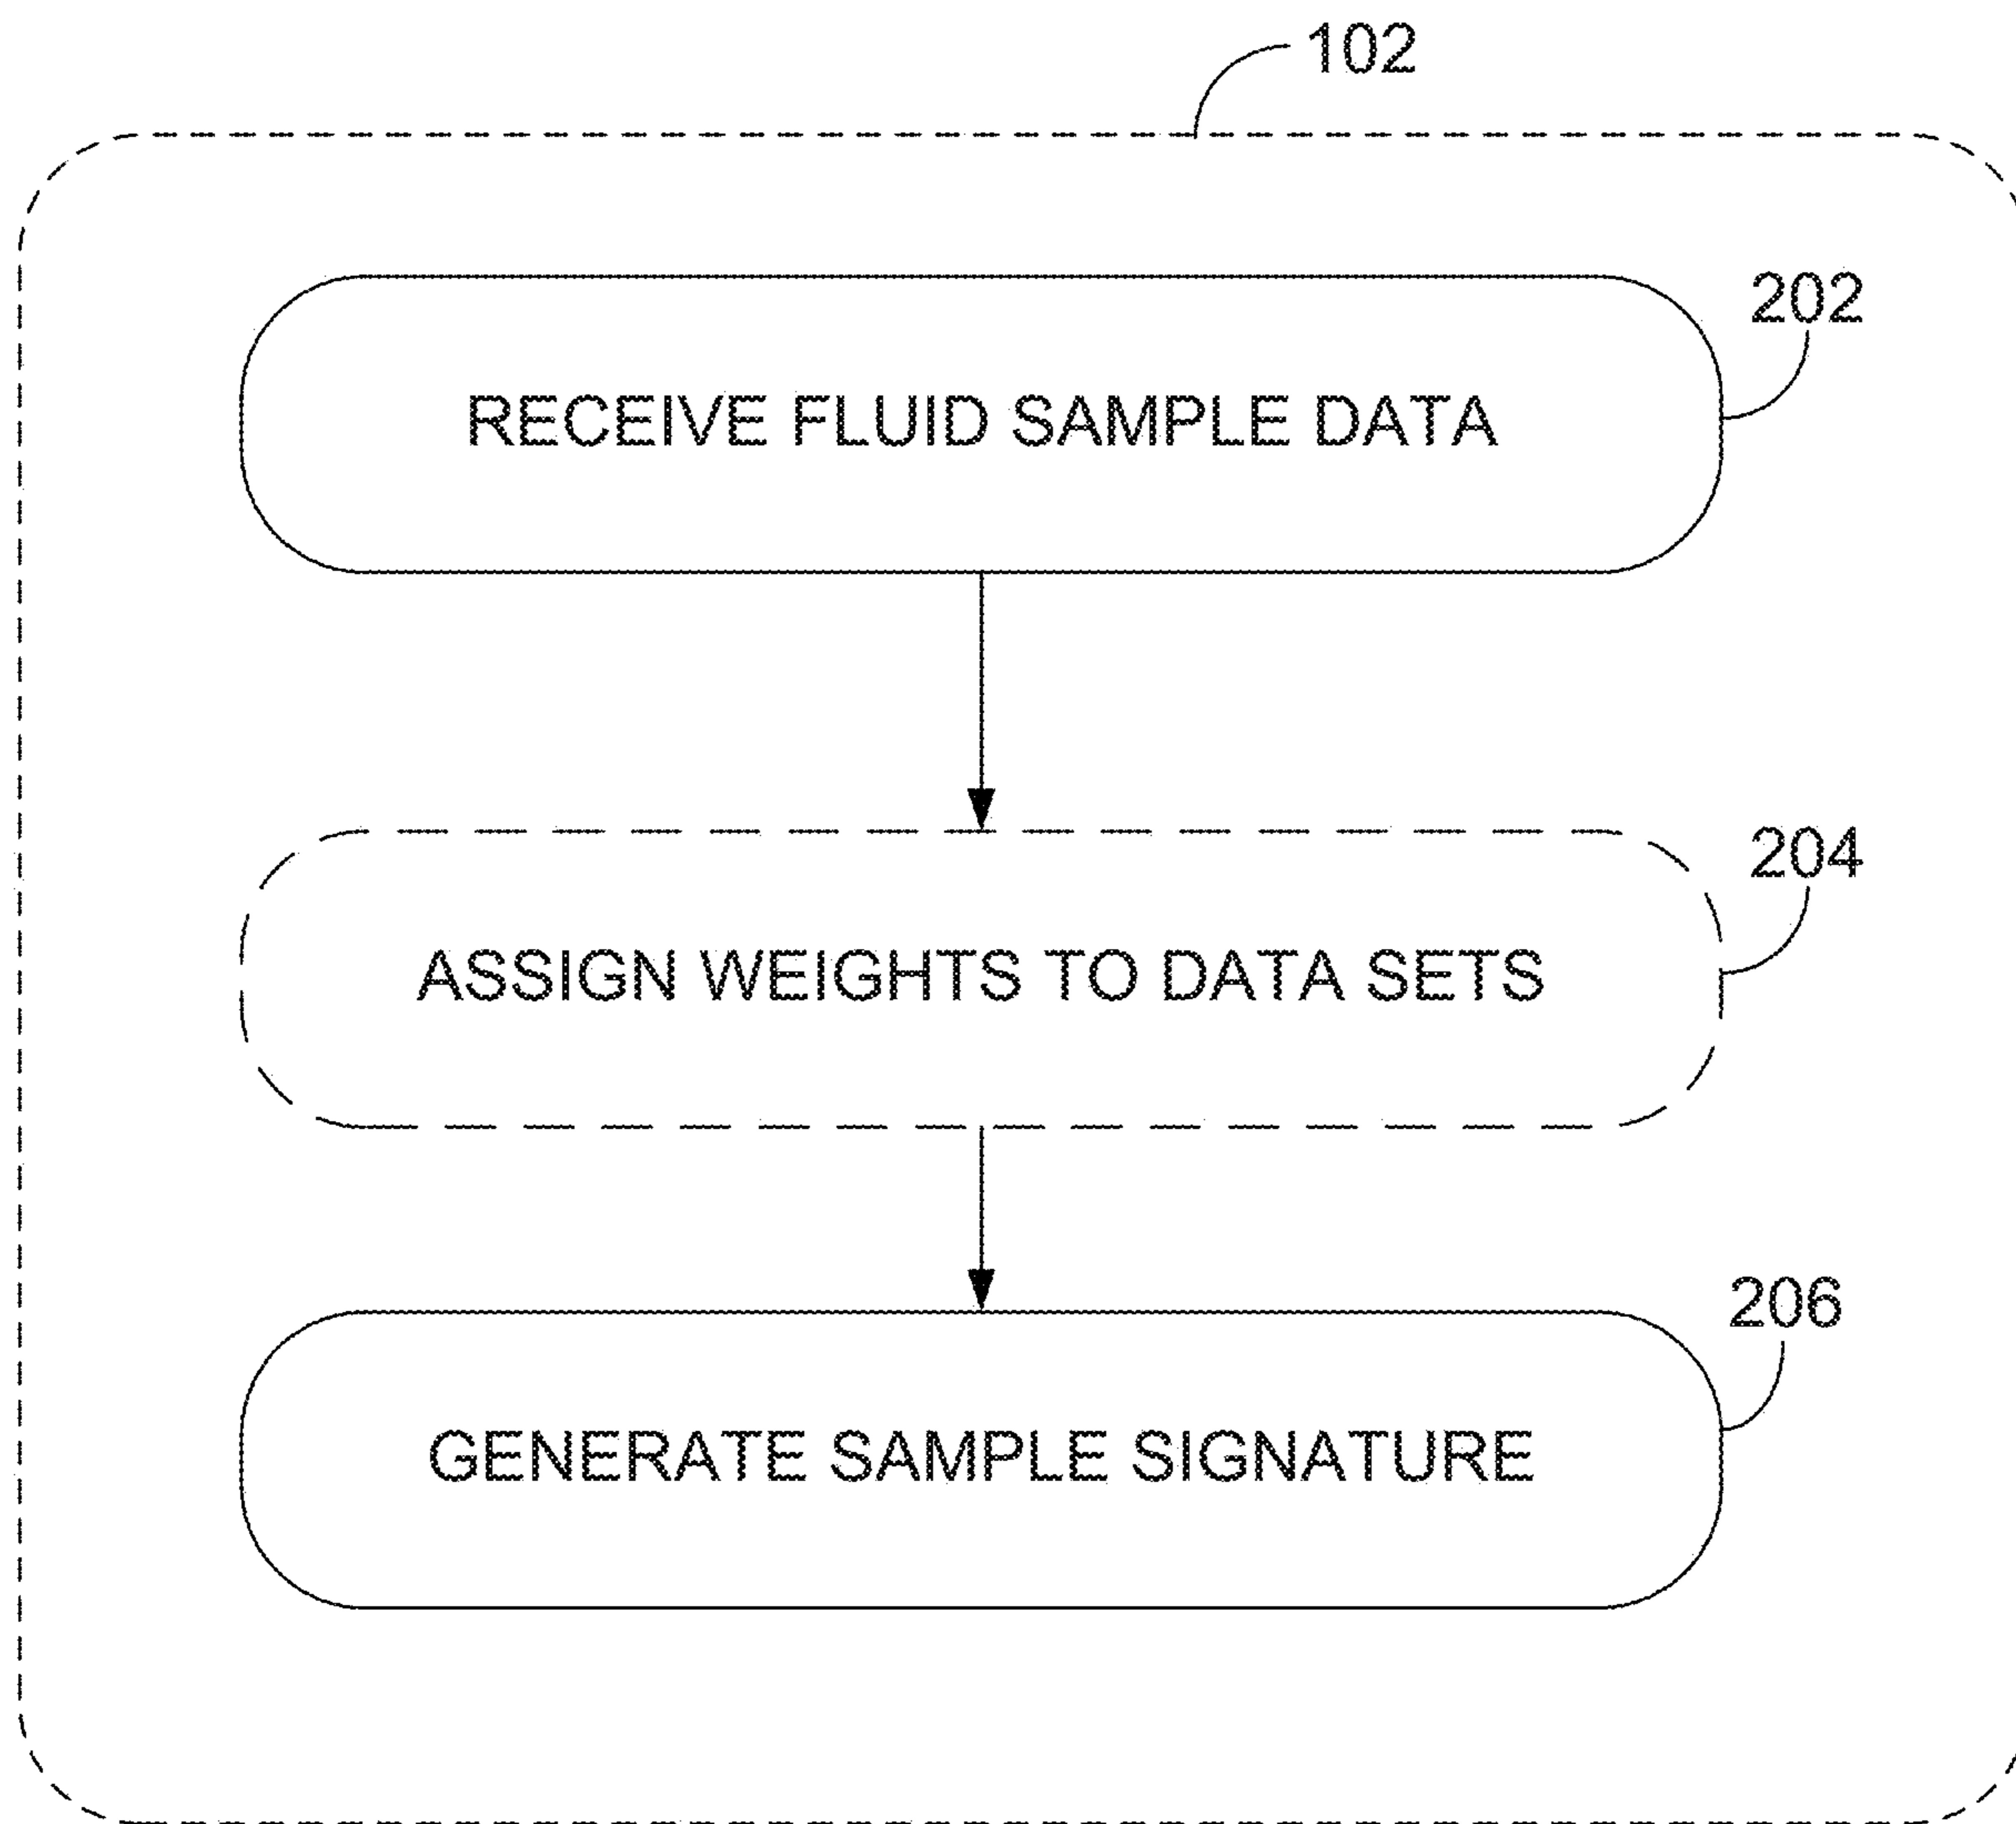 102
202
RECEIVE FLUID SAMPLE DATA
204
ASSIGN WEIGHTS TO DATA SETS
206
GENERATE SAMPLE SIGNATURE